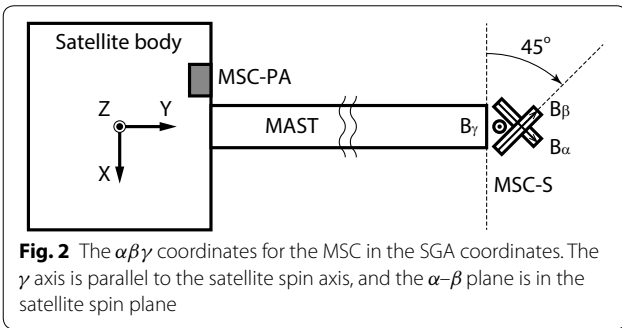 Satellite body
45°
MSC-PA
Z
Y
X
MAST
Bγ
Bβ
Bα
MSC-S
Fig. 2 The αβγ coordinates for the MSC in the SGA coordinates. The
γ axis is parallel to the satellite spin axis, and the α–β plane is in the
satellite spin plane